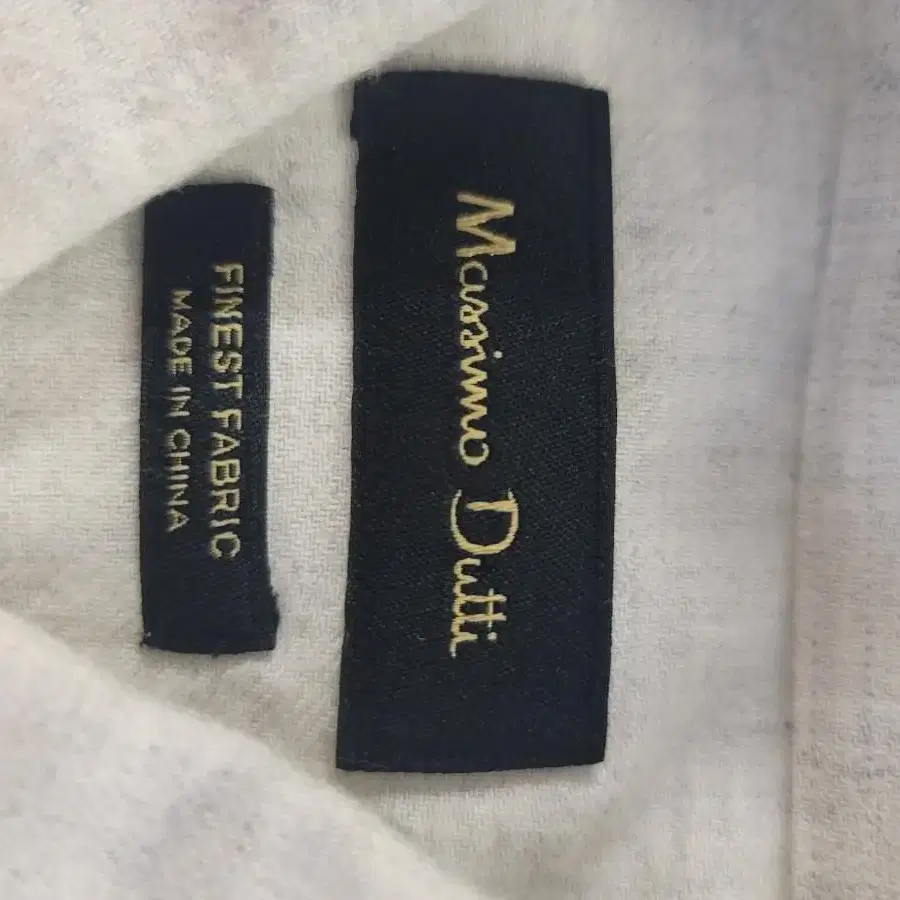 Massimo Dutti
FINEST FABRIC
MADE IN CHINA